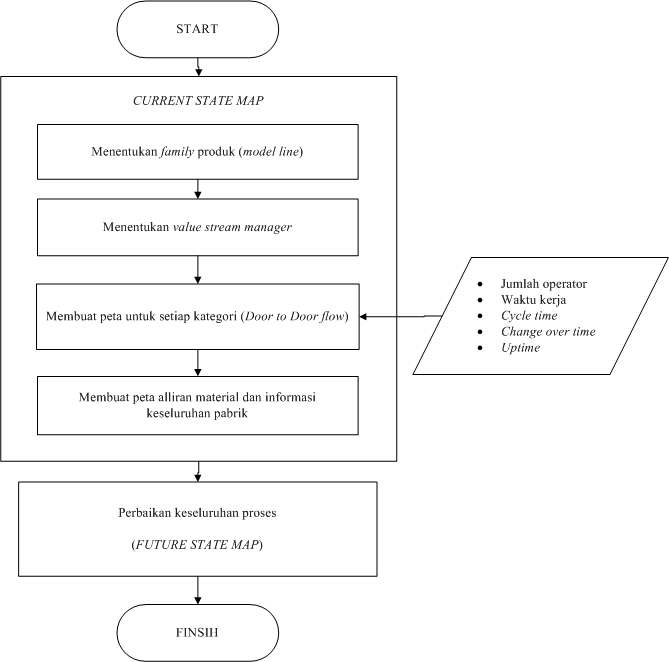 START
CURRENT STATE MAP
Menentukan family produk (model line)
Menentukan value stream manager
Membuat peta untuk setiap kategori (Door to Door flow)
• Jumlah operator
• Waktu kerja
• Cycle time
• Change over time
• Uptime
Membuat peta alliran material dan informasi
keseluruhan pabrik
Perbaikan keseluruhan proses
(FUTURE STATE MAP)
FINSIH